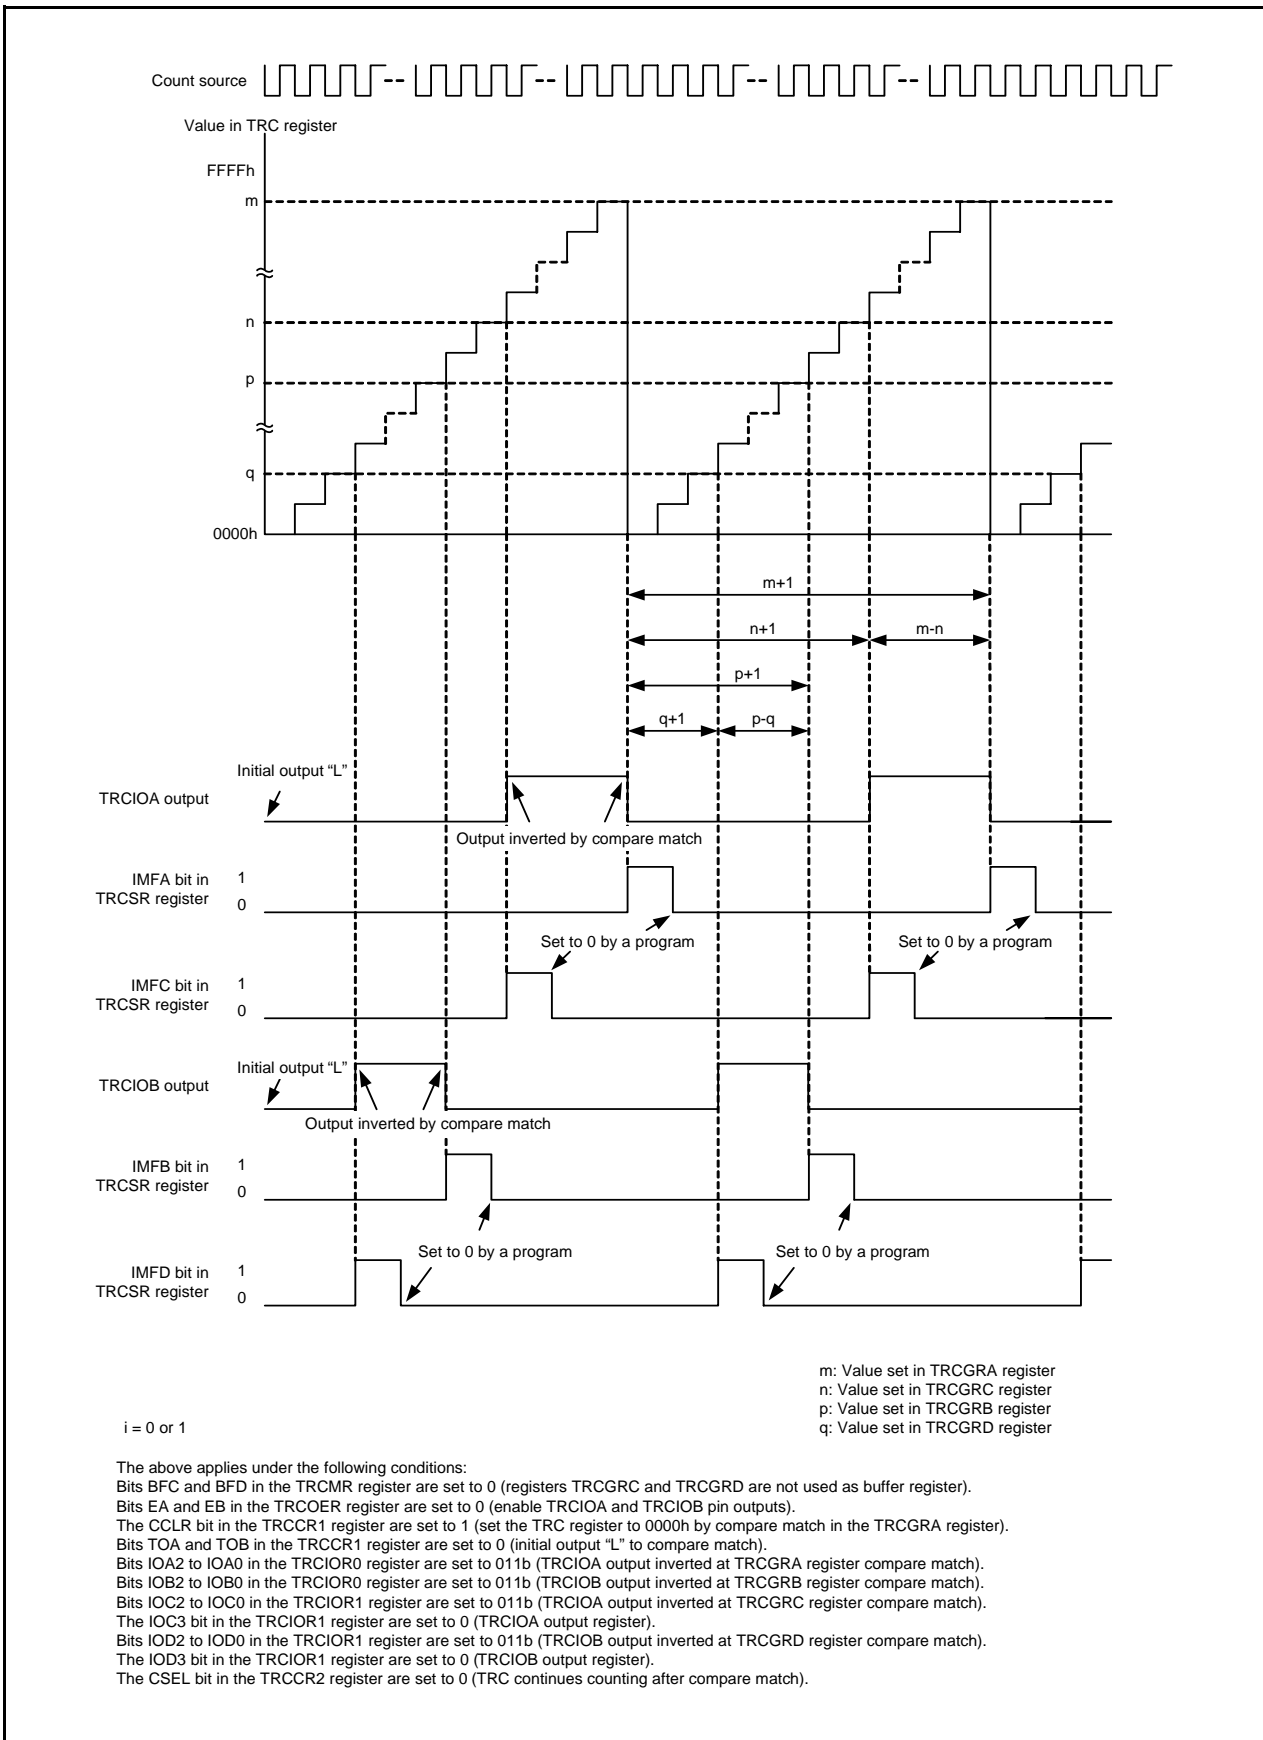 Count source
Value in TRC register
FFFFh
m
n
p
q
0000h
m+1
n+1
m-n
p+1
q+1
p-q
Initial output “L”
TRCIOA output
Output inverted by compare match
IMFA bit in
TRCSR register
1
0
Set to 0 by a program
Set to 0 by a program
IMFC bit in
TRCSR register
1
0
Initial output “L”
TRCIOB output
Output inverted by compare match
IMFB bit in
TRCSR register
1
0
Set to 0 by a program
Set to 0 by a program
IMFD bit in
TRCSR register
1
0
m: Value set in TRCGRA register
n: Value set in TRCGRC register
p: Value set in TRCGRB register
q: Value set in TRCGRD register
i = 0 or 1
The above applies under the following conditions:
Bits BFC and BFD in the TRCMR register are set to 0 (registers TRCGRC and TRCGRD are not used as buffer register).
Bits EA and EB in the TRCOER register are set to 0 (enable TRCIOA and TRCIOB pin outputs).
The CCLR bit in the TRCCR1 register are set to 1 (set the TRC register to 0000h by compare match in the TRCGRA register).
Bits TOA and TOB in the TRCCR1 register are set to 0 (initial output “L” to compare match).
Bits IOA2 to IOA0 in the TRCIOR0 register are set to 011b (TRCIOA output inverted at TRCGRA register compare match).
Bits IOB2 to IOB0 in the TRCIOR0 register are set to 011b (TRCIOB output inverted at TRCGRB register compare match).
Bits IOC2 to IOC0 in the TRCIOR1 register are set to 011b (TRCIOA output inverted at TRCGRC register compare match).
The IOC3 bit in the TRCIOR1 register are set to 0 (TRCIOA output register).
Bits IOD2 to IOD0 in the TRCIOR1 register are set to 011b (TRCIOB output inverted at TRCGRD register compare match).
The IOD3 bit in the TRCIOR1 register are set to 0 (TRCIOB output register).
The CSEL bit in the TRCCR2 register are set to 0 (TRC continues counting after compare match).